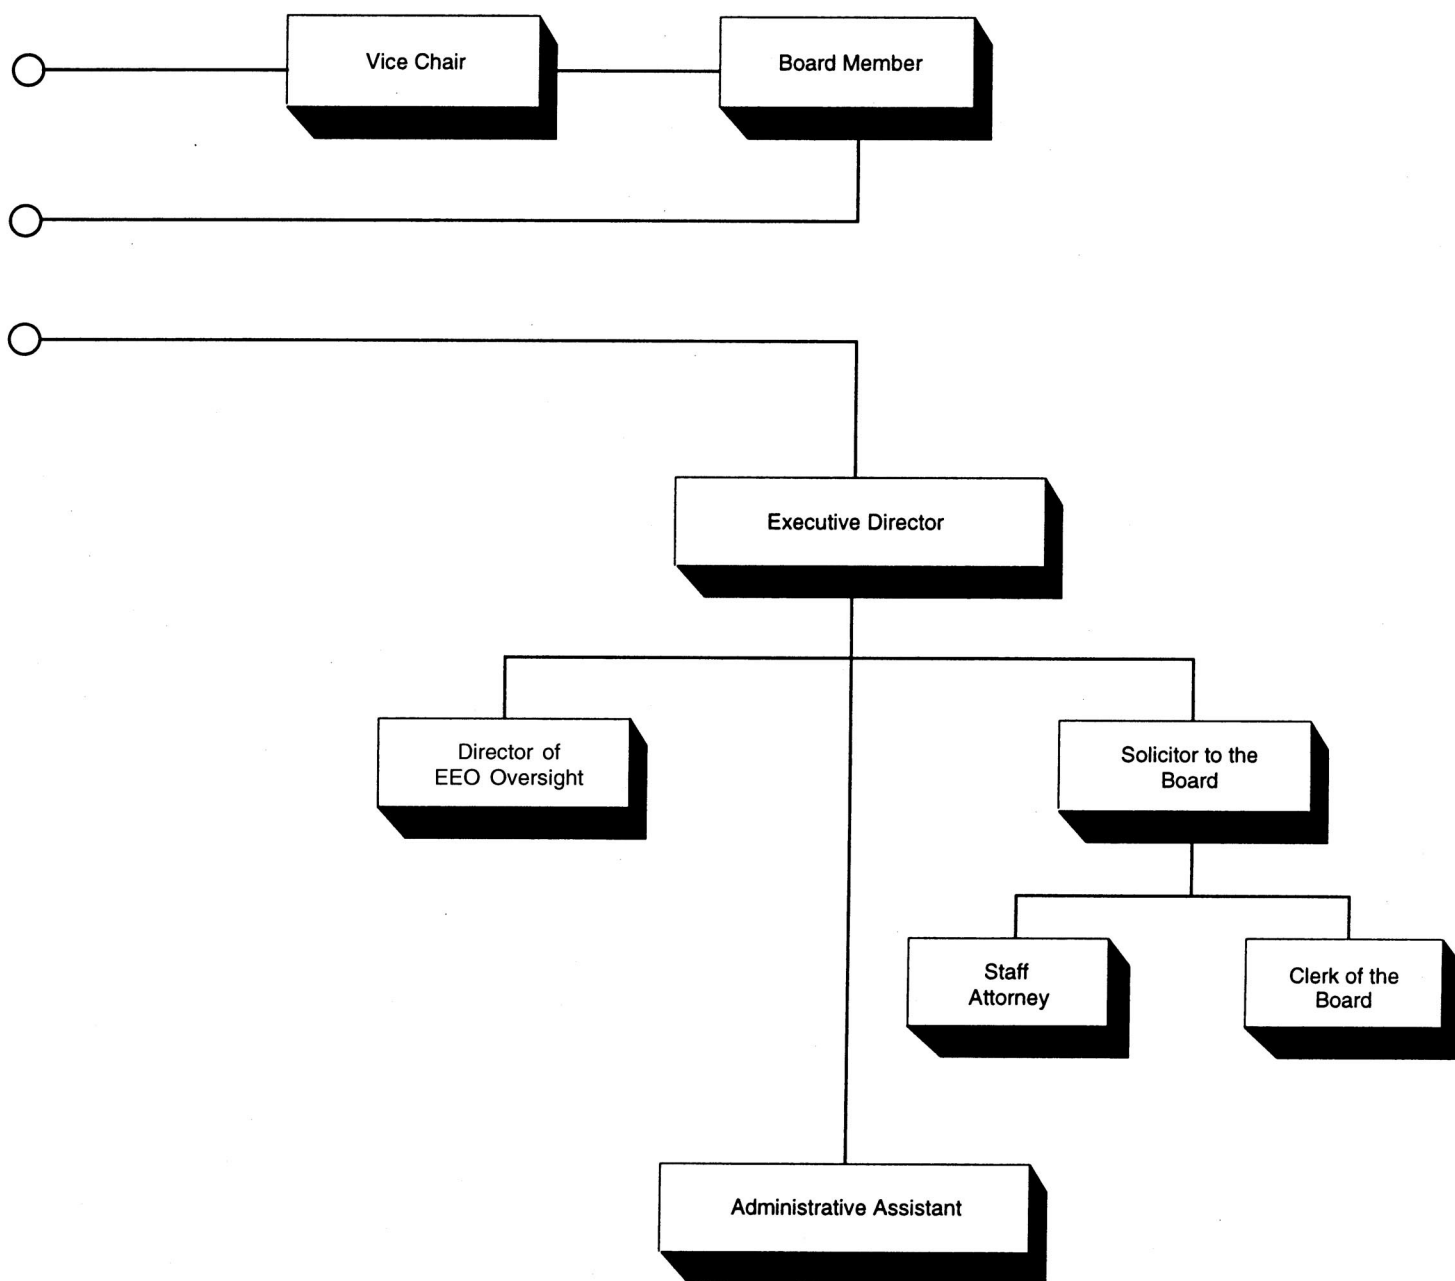 Vice Chair
Board Member
Executive Director
Director of
EEO Oversight
Solicitor to the
Board
Staff
Attorney
Clerk of the
Board
Administrative Assistant